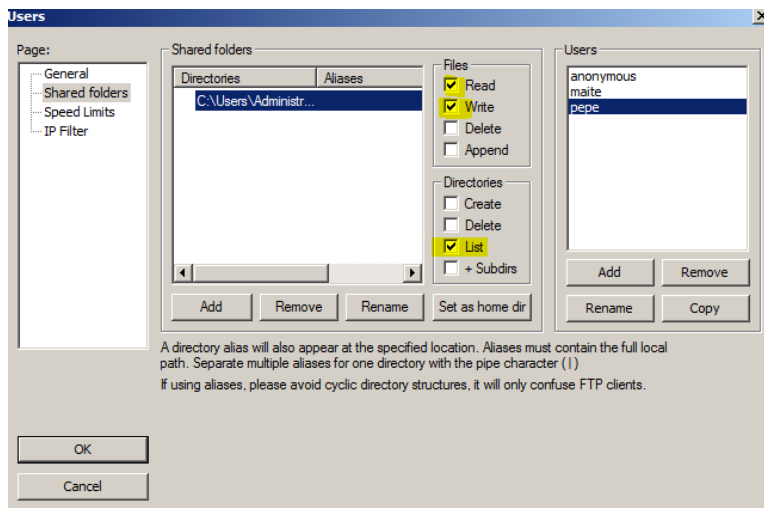 Users
Page:
General
Shared folders
Speed Limits
IP Filter
Shared folders
Directories Aliases
C:\Users\Administr...
Files
Read
Write
Delete
Append
Directories
Create
Delete
List
+ Subdirs
Add Remove Rename Set as home dir
Users
anonymous
maite
pepe
Add Remove
Rename Copy
A directory alias will also appear at the specified location. Aliases must contain the full local
path. Separate multiple aliases for one directory with the pipe character ( | )
If using aliases, please avoid cyclic directory structures, it will only confuse FTP clients.
OK
Cancel